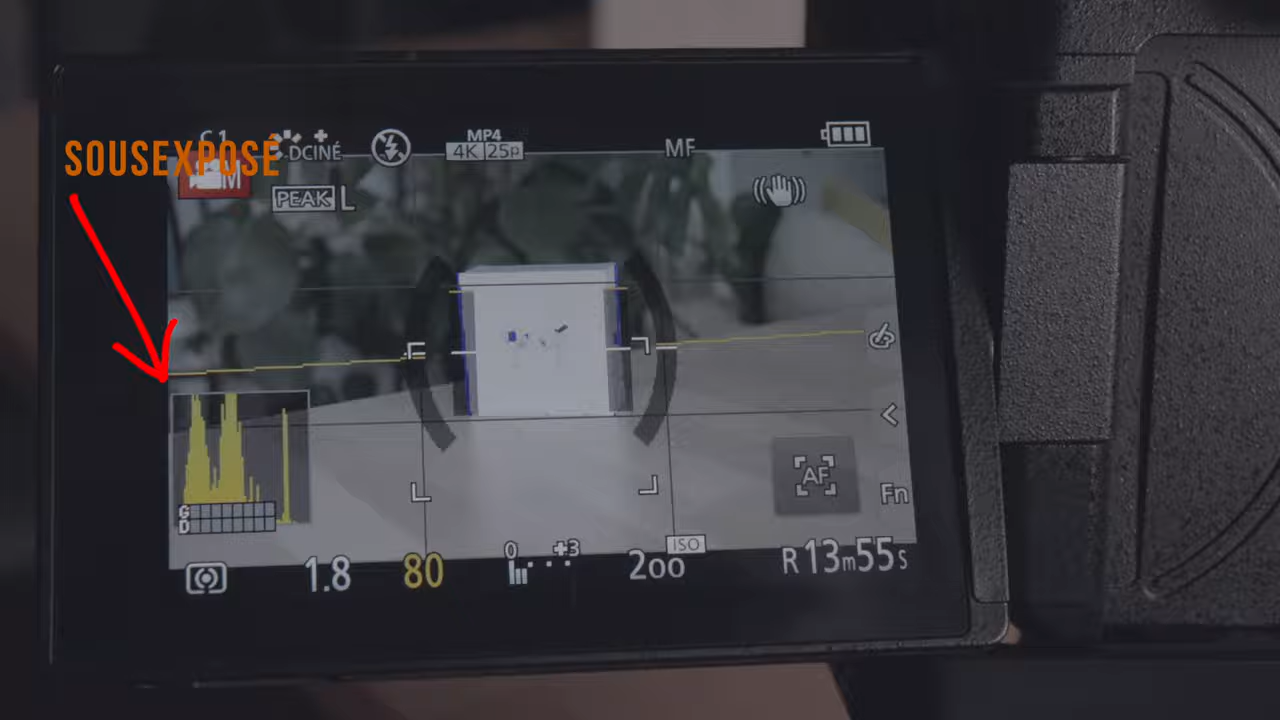 SOUSEXPOSÉ
C1
DCINÉ
MP4
4K 25p
MF
M
PEAK L
AF
Fn
G
D
1.8
80
0
+3
200
ISO
R13m55s